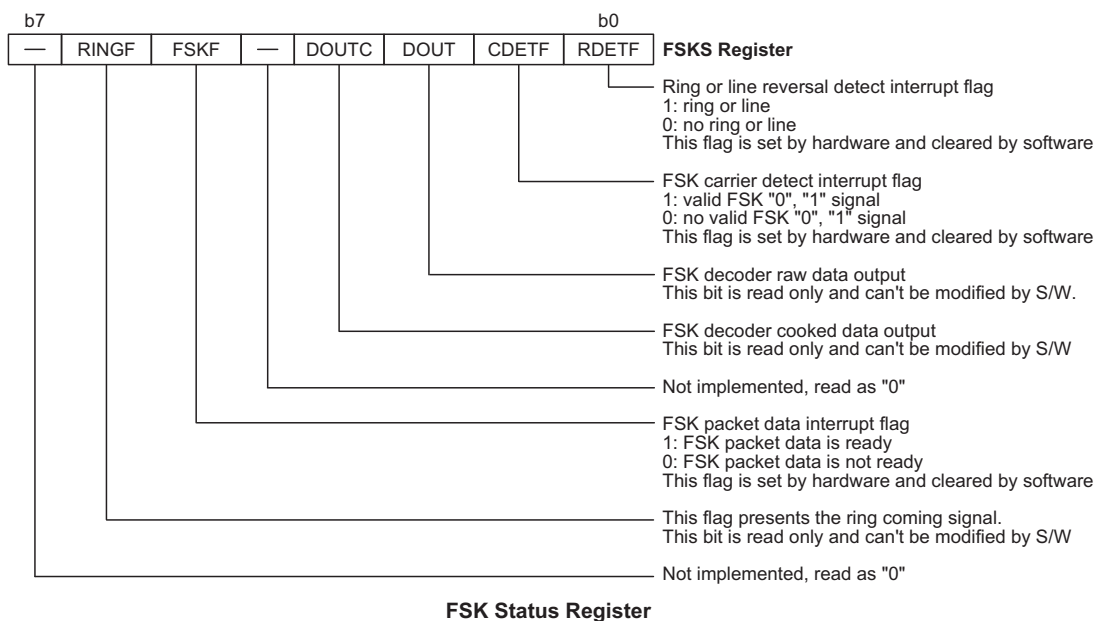 b7 b0
— RINGF FSKF — DOUTC DOUT CDETF RDETF FSKS Register
Ring or line reversal detect interrupt flag
1: ring or line
0: no ring or line
This flag is set by hardware and cleared by software
FSK carrier detect interrupt flag
1: valid FSK "0", "1" signal
0: no valid FSK "0", "1" signal
This flag is set by hardware and cleared by software
FSK decoder raw data output
This bit is read only and can't be modified by S/W.
FSK decoder cooked data output
This bit is read only and can't be modified by S/W
Not implemented, read as "0"
FSK packet data interrupt flag
1: FSK packet data is ready
0: FSK packet data is not ready
This flag is set by hardware and cleared by software
This flag presents the ring coming signal.
This bit is read only and can't be modified by S/W
Not implemented, read as "0"
FSK Status Register